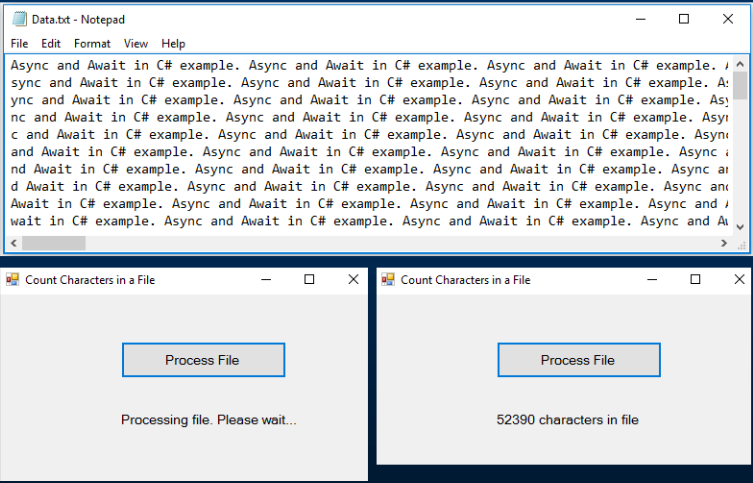 Data.txt - Notepad
File Edit Format View Help
Async and Await in C# example. Async and Await in C# example. Async and Await in C# example. A
sync and Await in C# example. Async and Await in C# example. Async and Await in C# example. As
ync and Await in C# example. Async and Await in C# example. Async and Await in C# example. Asy
nc and Await in C# example. Async and Await in C# example. Async and Await in C# example. Asyn
c and Await in C# example. Async and Await in C# example. Async and Await in C# example. Async
and Await in C# example. Async and Await in C# example. Async and Await in C# example. Async a
nd Await in C# example. Async and Await in C# example. Async and Await in C# example. Async an
d Await in C# example. Async and Await in C# example. Async and Await in C# example. Async and
Await in C# example. Async and Await in C# example. Async and Await in C# example. Async and A
wait in C# example. Async and Await in C# example. Async and Await in C# example. Async and Aw
Count Characters in a File
Process File
Processing file. Please wait...
Count Characters in a File
Process File
52390 characters in file